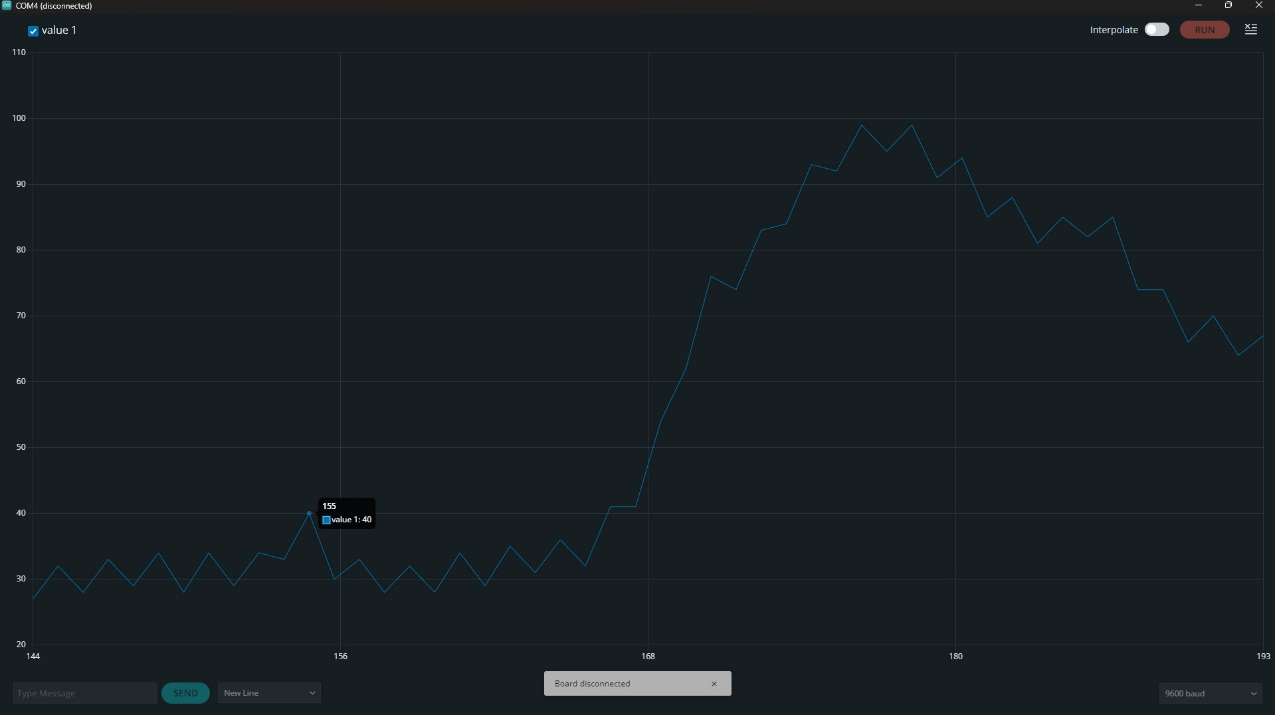 COM4 (disconnected)
value 1
Interpolate
RUN
110
100
90
80
70
60
50
40
30
20
155
value 1: 40
144
156
168
180
193
Type Message
SEND
New Line
Board disconnected
9600 baud